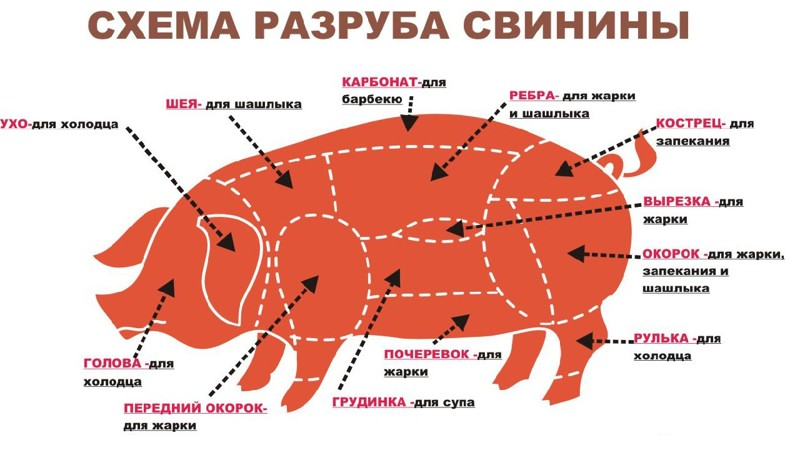 СХЕМА РАЗРУБА СВИНИНЫ
КАРБОНАТ-для
барбекю
РЕБРА- для жарки
и шашлыка
ШЕЯ- для шашлыка
УХО-для холодца
КОСТРЕЦ- для
запекания
ВЫРЕЗКА -для
жарки
ОКОРОК -для жарки,
запекания и
шашлыка
РУЛЬКА -для
холодца
ГОЛОВА -для
холодца
ПОЧЕРЕВОК -для
жарки
ПЕРЕДНИЙ ОКОРОК-
для жарки
ГРУДИНКА -для супа